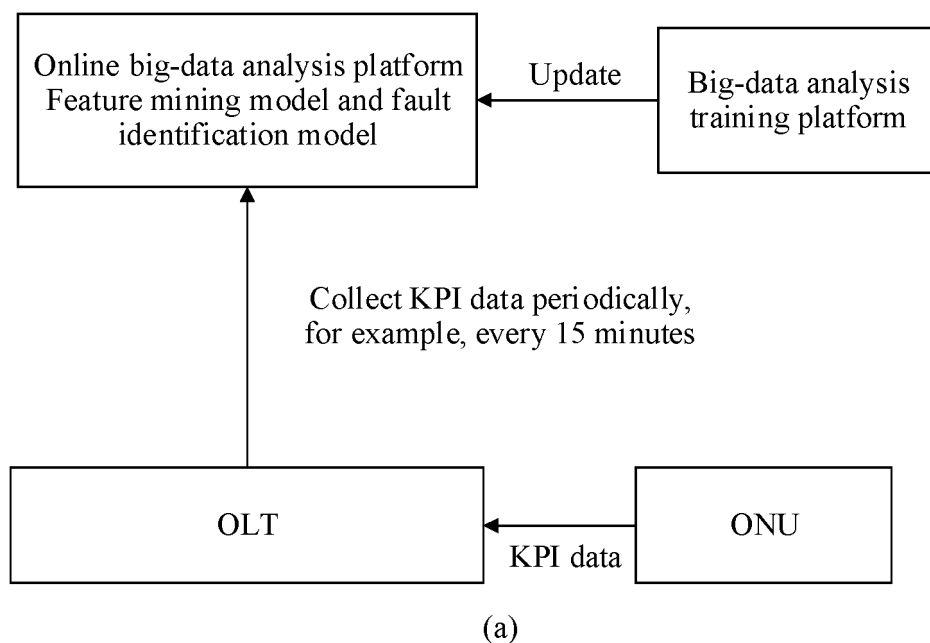 Online big-data analysis platform
Feature mining model and fault
identification model
Update
Big-data analysis
training platform
Collect KPI data periodically,
for example, every 15 minutes
OLT
KPI data
ONU
(a)